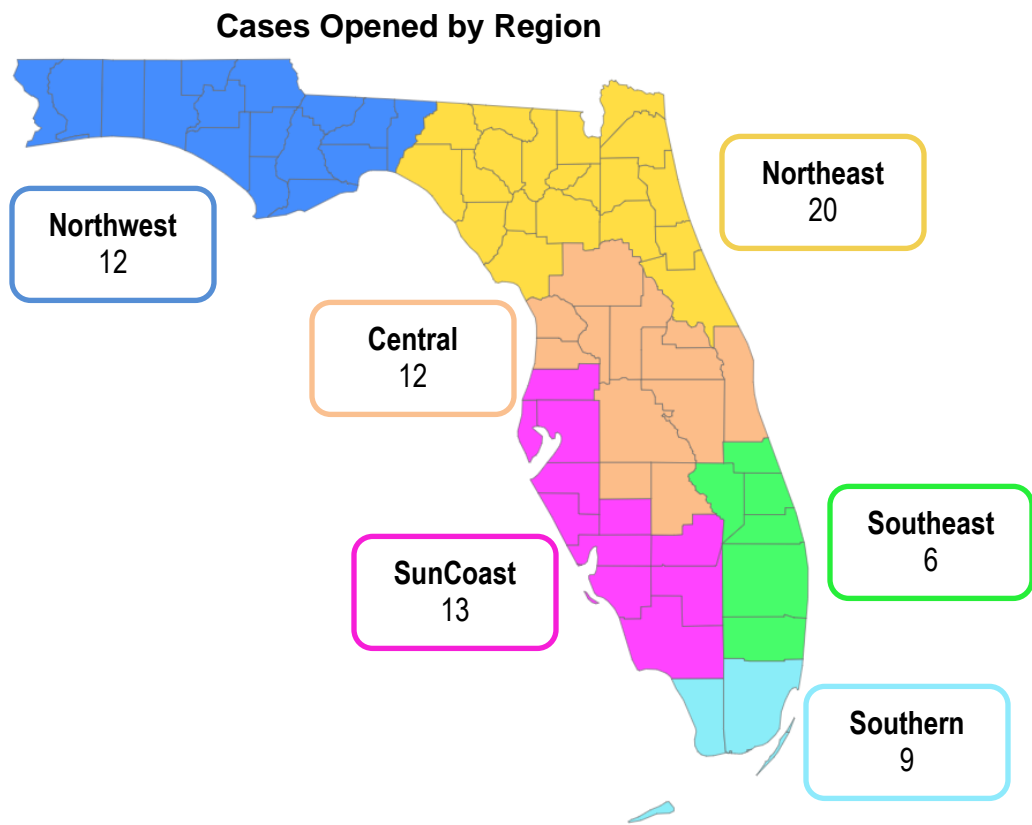 Cases Opened by Region
Northeast
20
Northwest
12
Central
12
Southeast
6
SunCoast
13
Southern
9